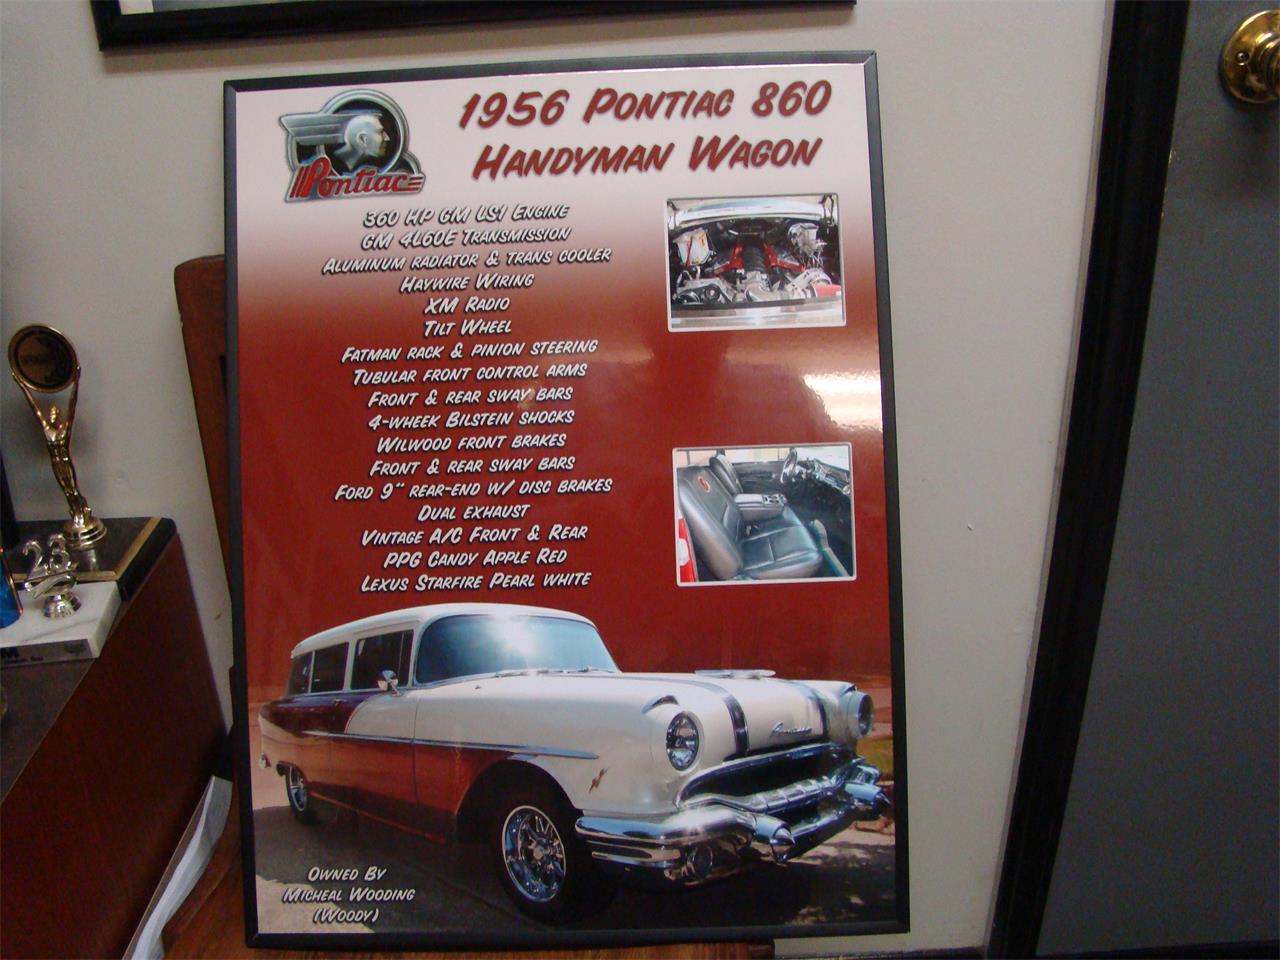 1956 Pontiac 860
Handyman Wagon
Pontiac
360 HP GM LS1 Engine
GM 4L60E Transmission
Aluminum radiator & trans cooler
Haywire Wiring
XM Radio
Tilt Wheel
Fatman rack & pinion steering
Tubular front control arms
Front & rear sway bars
4-wheek Bilstein shocks
Wilwood front brakes
Front & rear sway bars
Ford 9" rear-end w/ disc brakes
Dual exhaust
Vintage A/C Front & Rear
PPG Candy Apple Red
Lexus Starfire Pearl white
Owned By
Micheal Wooding
(Woody)